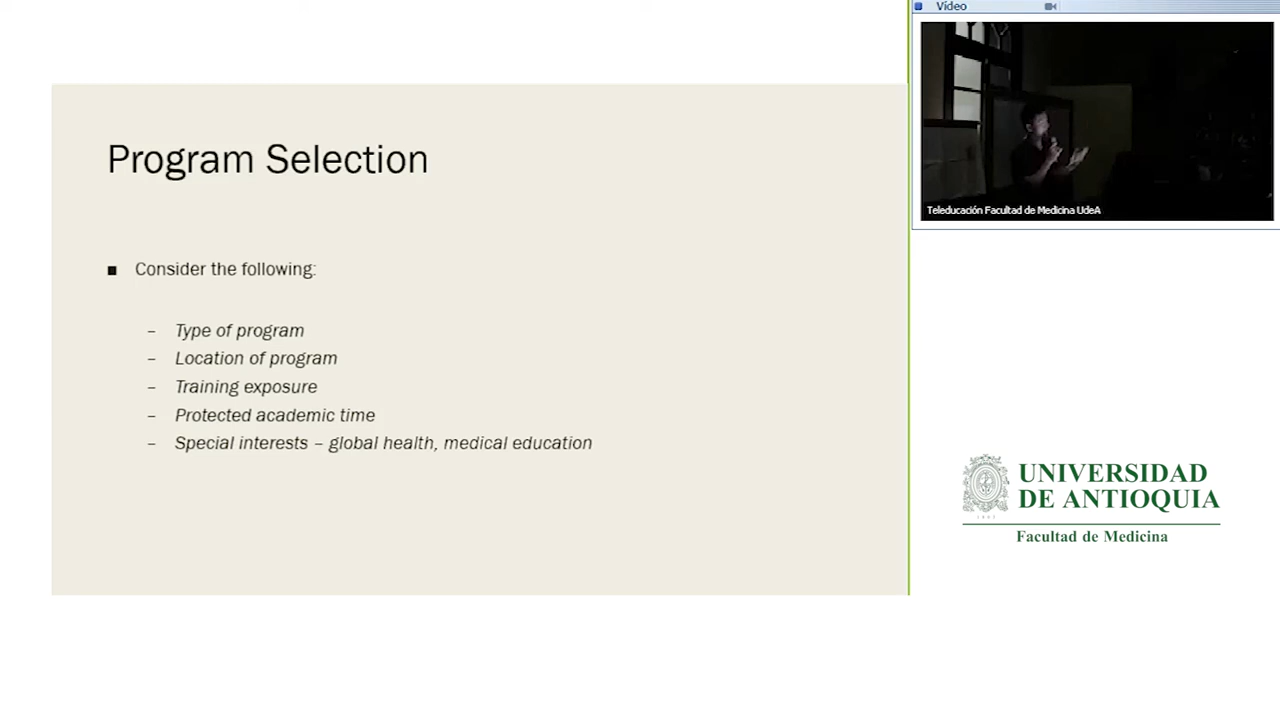 Program Selection
■ Consider the following:
– Type of program
– Location of program
– Training exposure
– Protected academic time
– Special interests – global health, medical education
Vídeo
Teleducación Facultad de Medicina UdeA
UNIVERSIDAD
DE ANTIOQUIA
Facultad de Medicina